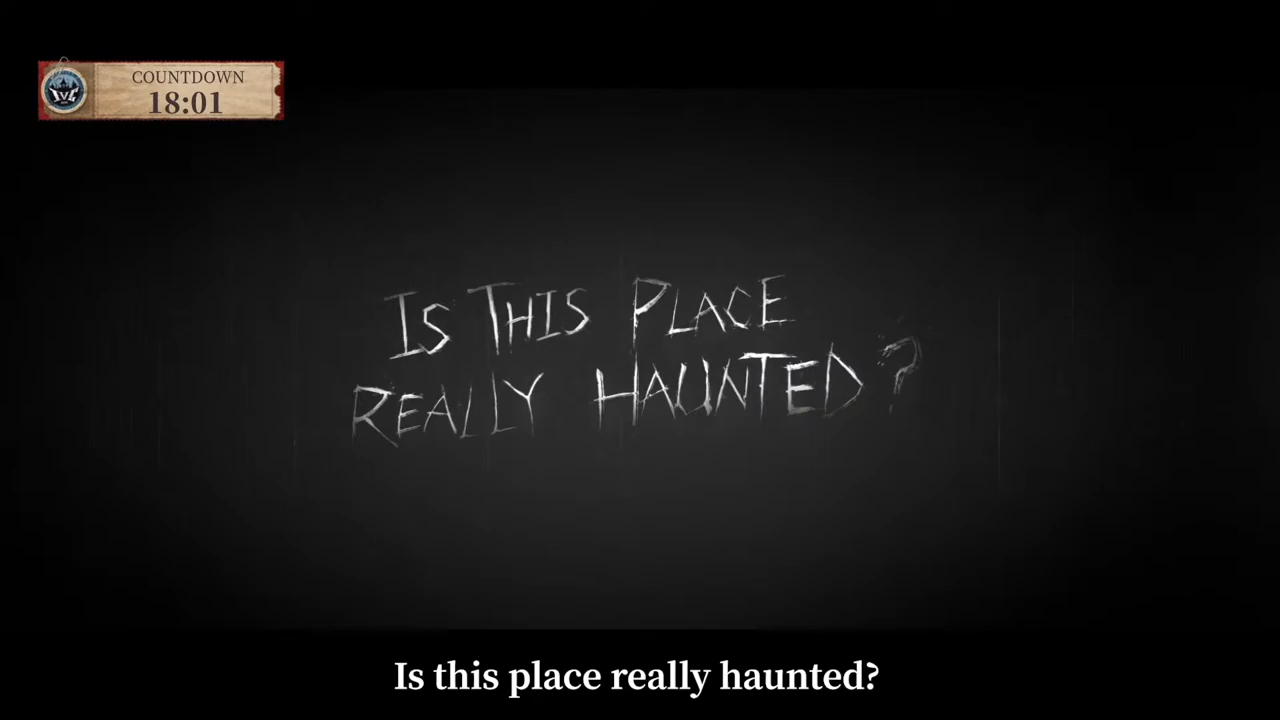 COUNTDOWN
18:01
IS THIS PLACE
REALLY HAUNTED?
Is this place really haunted?